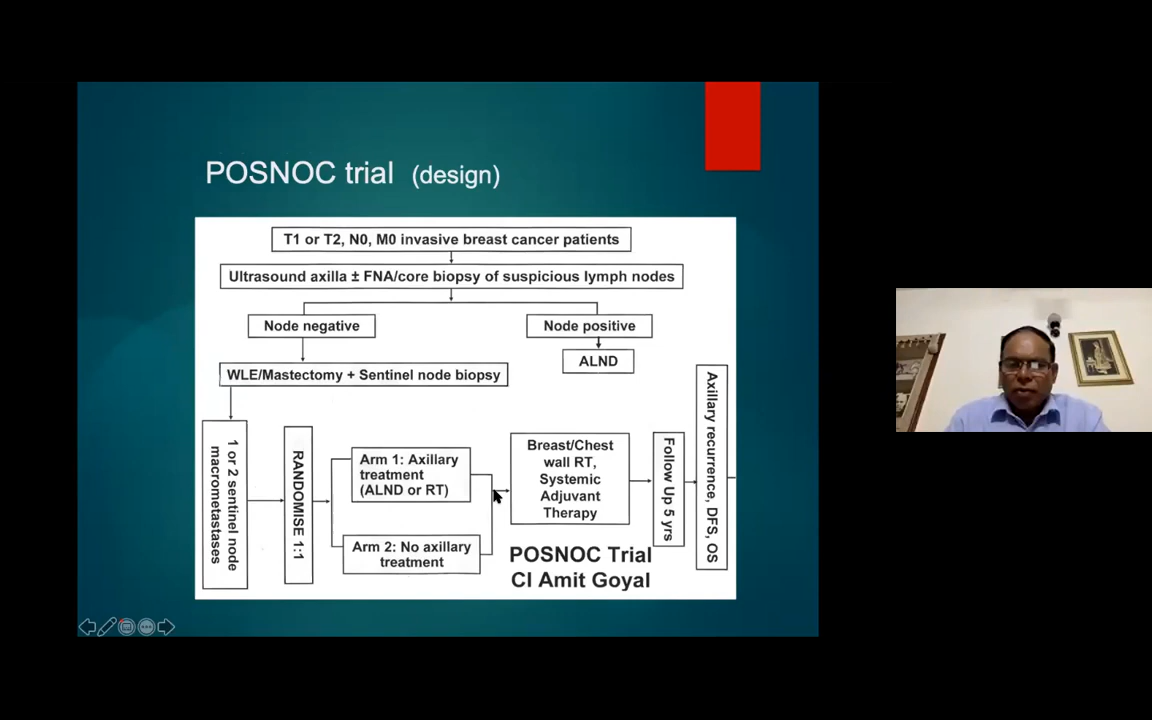 POSNOC trial (design)
T1 or T2, N0, M0 invasive breast cancer patients
Ultrasound axilla ± FNA/core biopsy of suspicious lymph nodes
Node negative
Node positive
ALND
WLE/Mastectomy + Sentinel node biopsy
1 or 2 sentinel node
macrometastases
RANDOMISE 1:1
Arm 1: Axillary
treatment
(ALND or RT)
Arm 2: No axillary
treatment
Breast/Chest
wall RT,
Systemic
Adjuvant
Therapy
Follow Up 5 yrs
Axillary recurrence, DFS, OS
POSNOC Trial
CI Amit Goyal